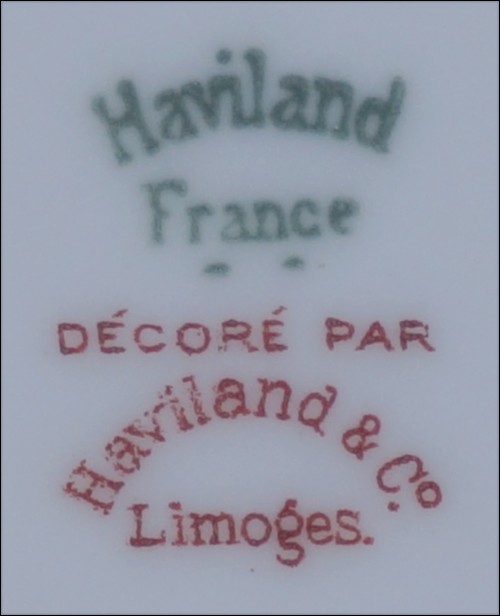 Haviland
France
DÉCORÉ PAR
Haviland & Co.
Limoges.